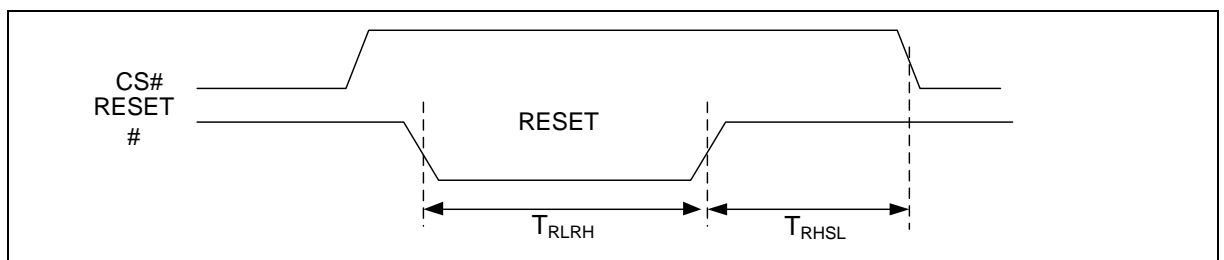 CS#
RESET
#
RESET
TRLRH
TRHSL